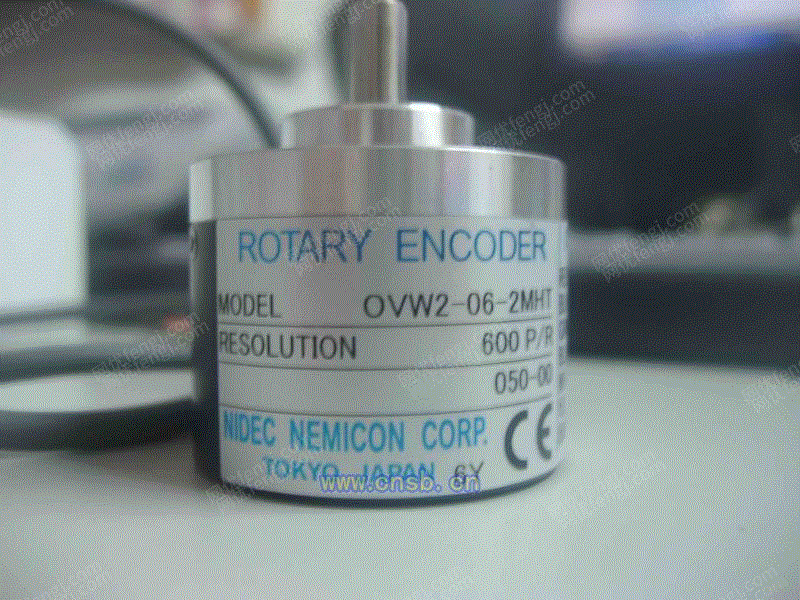 ROTARY ENCODER
MODEL OVW2-06-2MHT
RESOLUTION 600 P/R
050-00
NIDEC NEMICON CORP. CE
TOKYO JAPAN 6Y
www.cnsb.cn